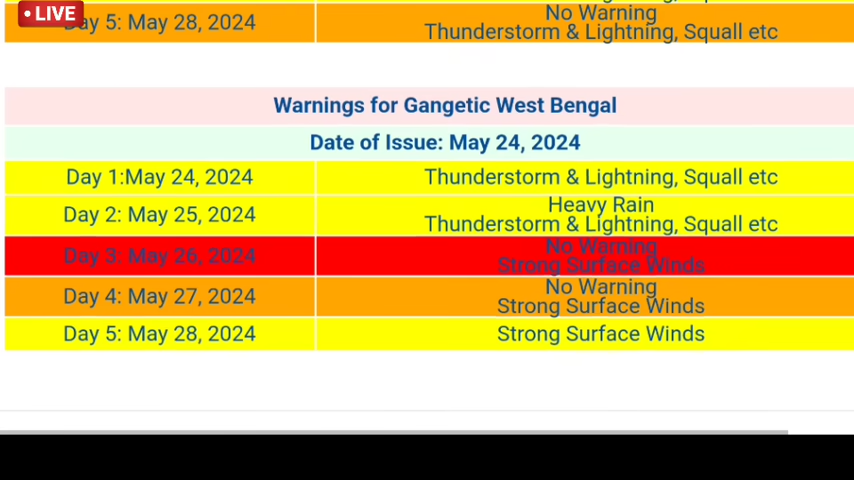 • LIVE
Day 5: May 28, 2024
No Warning
Thunderstorm & Lightning, Squall etc
Warnings for Gangetic West Bengal
Date of Issue: May 24, 2024
Day 1:May 24, 2024
Thunderstorm & Lightning, Squall etc
Day 2: May 25, 2024
Heavy Rain
Thunderstorm & Lightning, Squall etc
Day 3: May 26, 2024
No Warning
Strong Surface Winds
Day 4: May 27, 2024
No Warning
Strong Surface Winds
Day 5: May 28, 2024
Strong Surface Winds